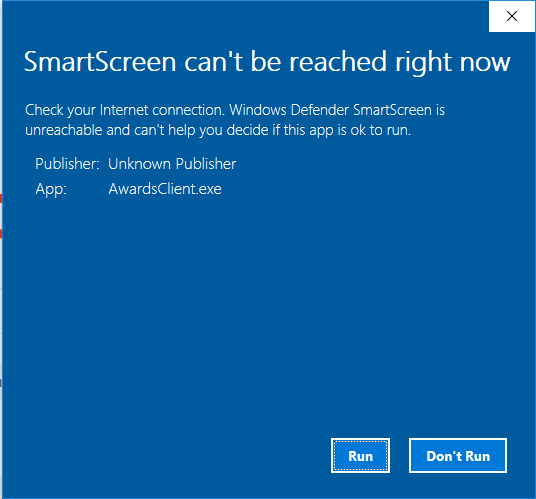 SmartScreen can't be reached right now
Check your Internet connection. Windows Defender SmartScreen is
unreachable and can't help you decide if this app is ok to run.
Publisher: Unknown Publisher
App: AwardsClient.exe
Run Don't Run